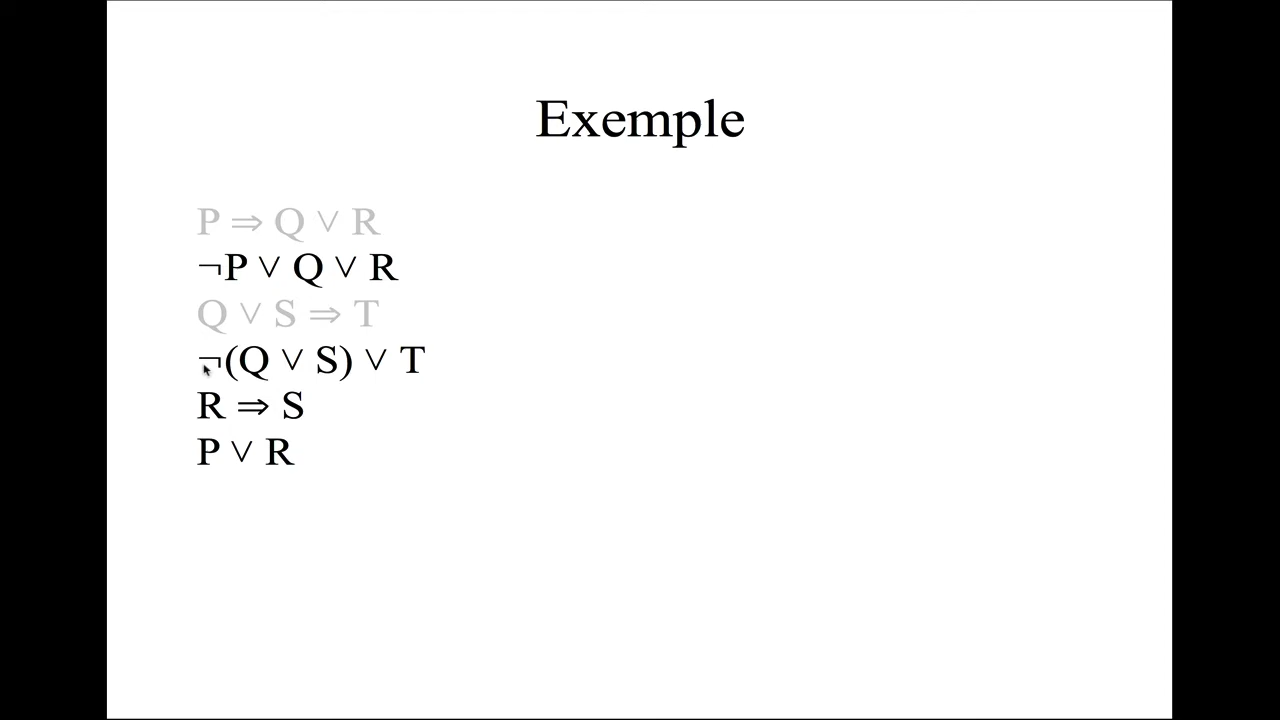 Exemple
P ⇒ Q ∨ R
¬P ∨ Q ∨ R
Q ∨ S ⇒ T
¬(Q ∨ S) ∨ T
R ⇒ S
P ∨ R